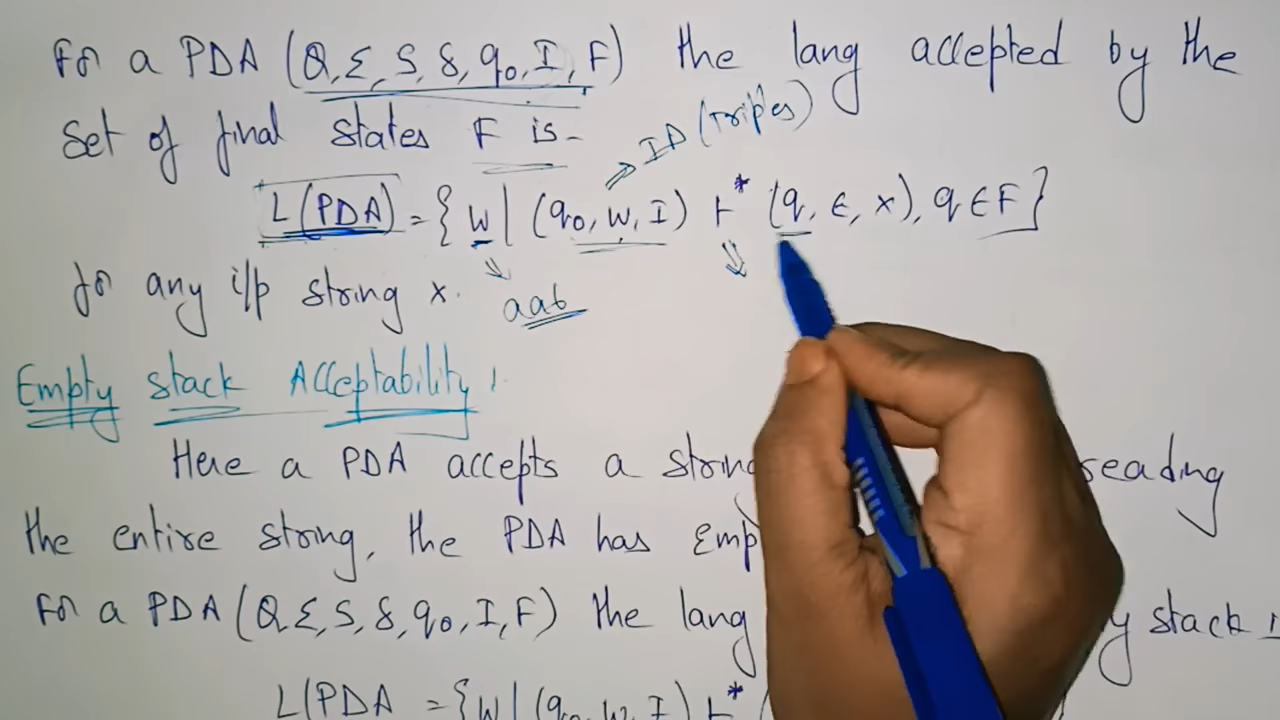 For a PDA (Q, Σ, S, δ, q0, I, F) the lang accepted by the
set of final states F is-
ID (Triples)
L(PDA) = { W | (q0, W, I) ⊢* (q, ε, x), q ∈ F }
for any i/p string x.
aab
Empty stack Acceptability:
Here a PDA accepts a string reading
the entire string, the PDA has
For a PDA (Q, Σ, S, δ, q0, I, F) the lang stack
L(PDA = { W | (q0, W, I) ⊢* (